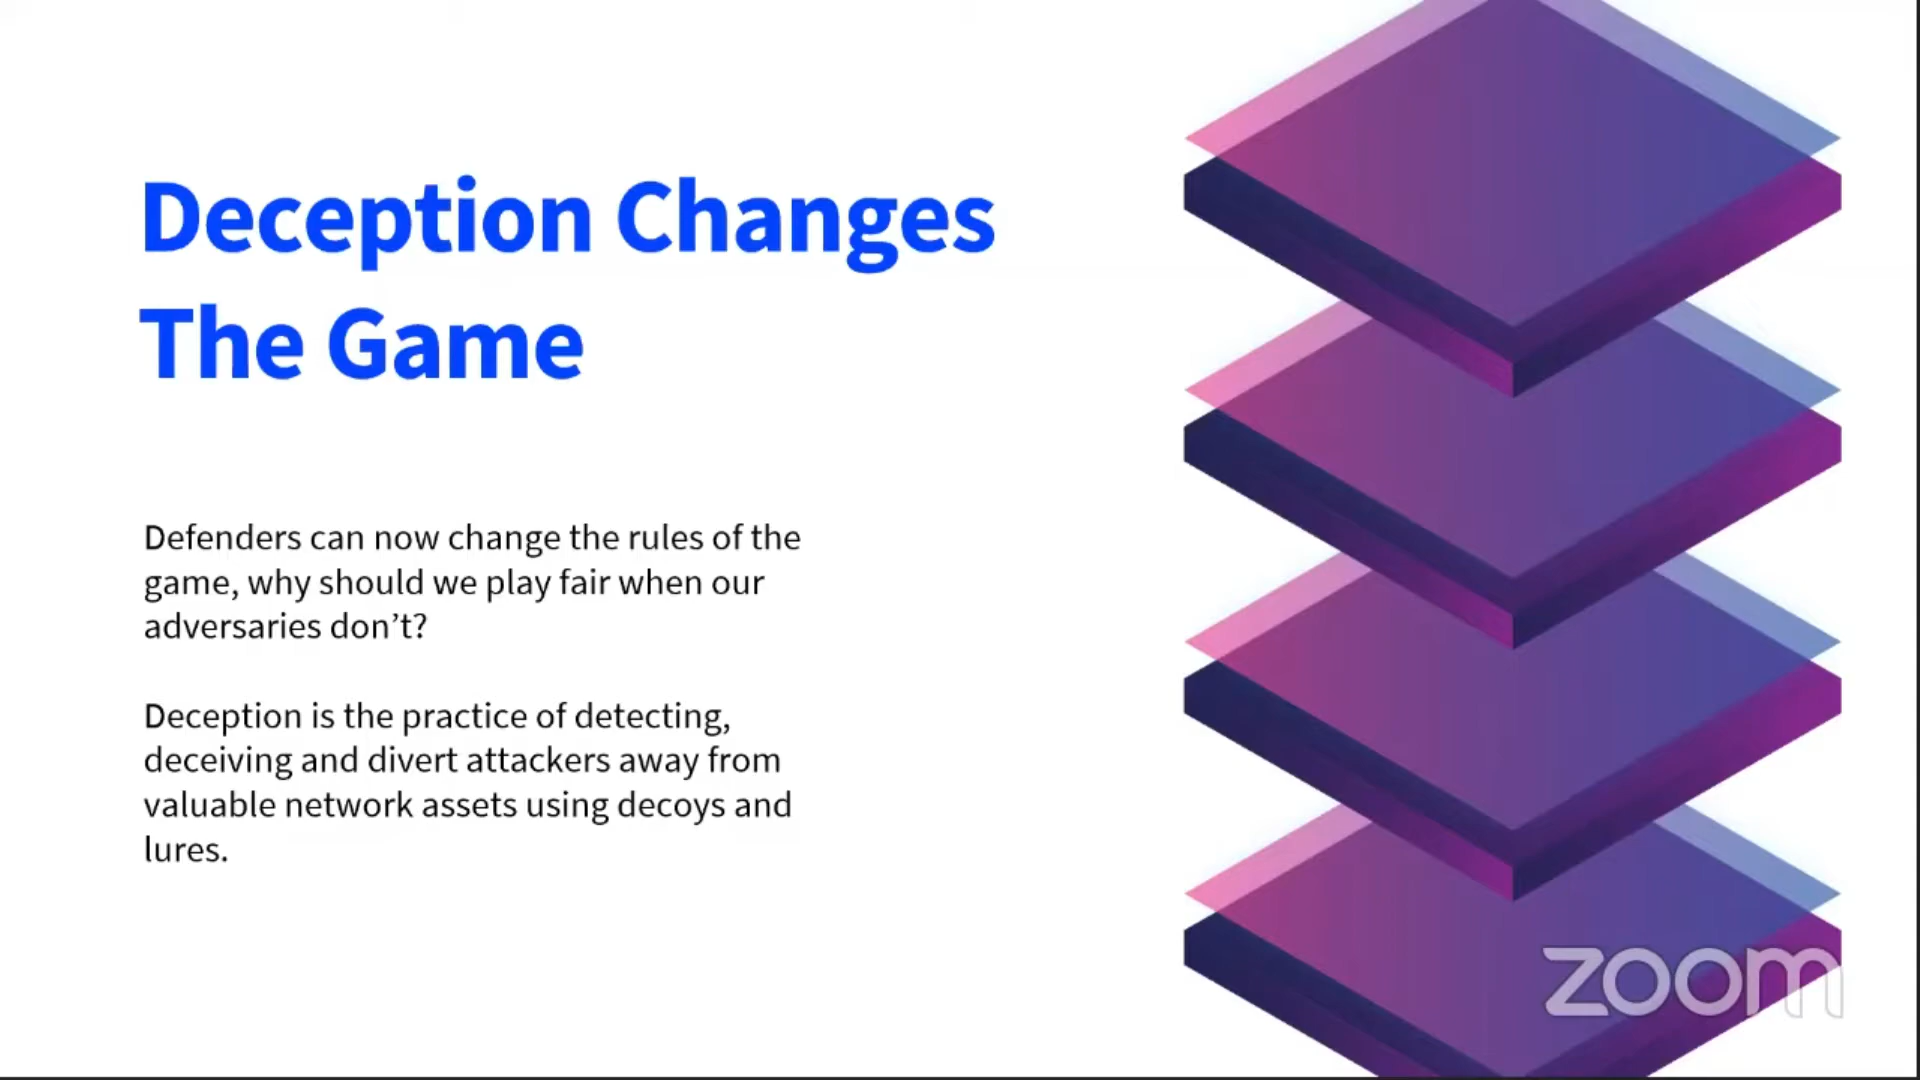 Deception Changes
The Game
Defenders can now change the rules of the
game, why should we play fair when our
adversaries don’t?
Deception is the practice of detecting,
deceiving and divert attackers away from
valuable network assets using decoys and
lures.
zoom